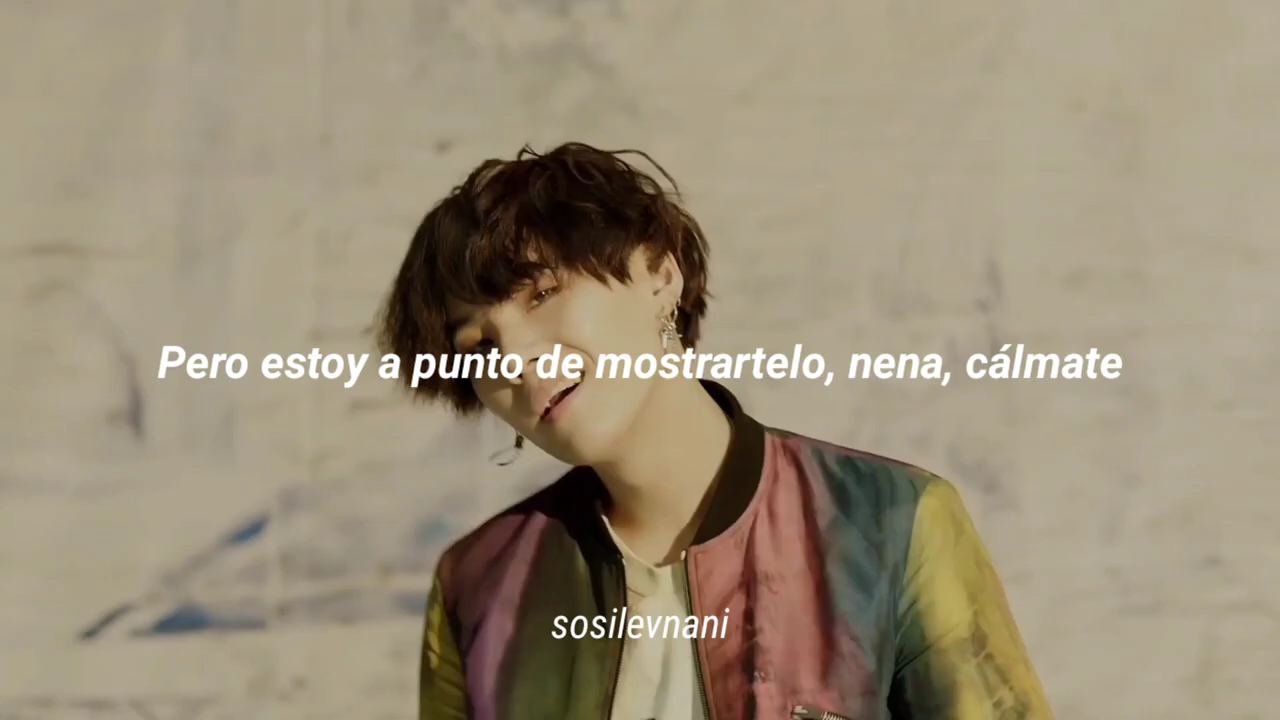 Pero estoy a punto de mostrartelo, nena, cálmate
sosilevnani